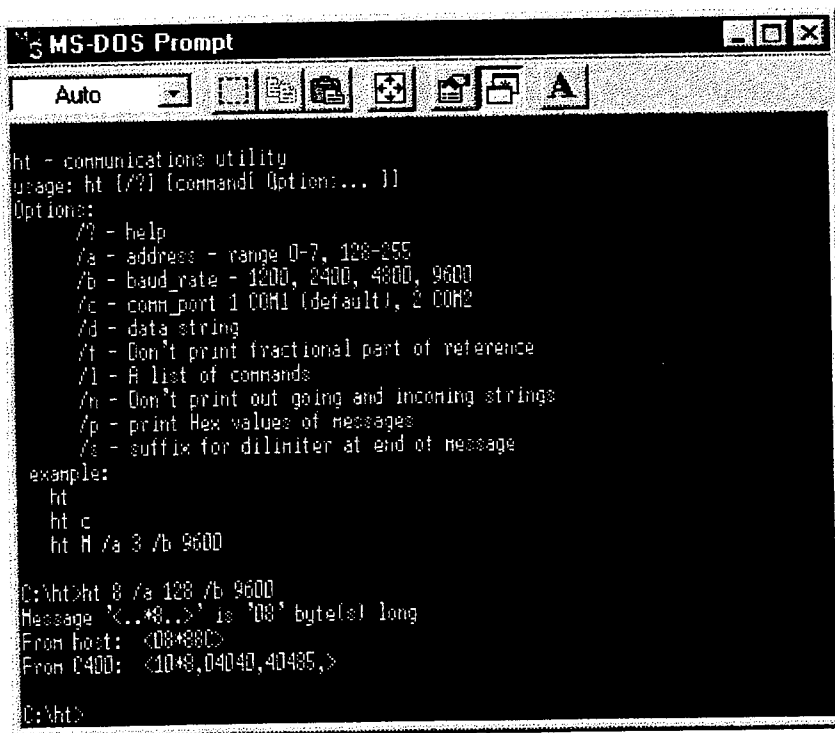 MS-DOS Prompt
Auto
A
ht - communications utility
usage: ht [/?] [command[ Options... ]]
Options:
/? - help
/a - address - range 0-7, 128-255
/b - baud_rate - 1200, 2400, 4800, 9600
/c - comm_port 1 COM1 (default), 2 COM2
/d - data string
/f - Don't print fractional part of reference
/l - A list of commands
/n - Don't print out going and incoming strings
/p - print Hex values of messages
/s - suffix for dilimiter at end of message
example:
ht
ht c
ht M /a 3 /b 9600
C:\ht>ht 8 /a 128 /b 9600
Message '<..*8..>' is '08' byte(s) long
From host: <08*88C>
From C400: <10*8,04040,40485,>
C:\ht>